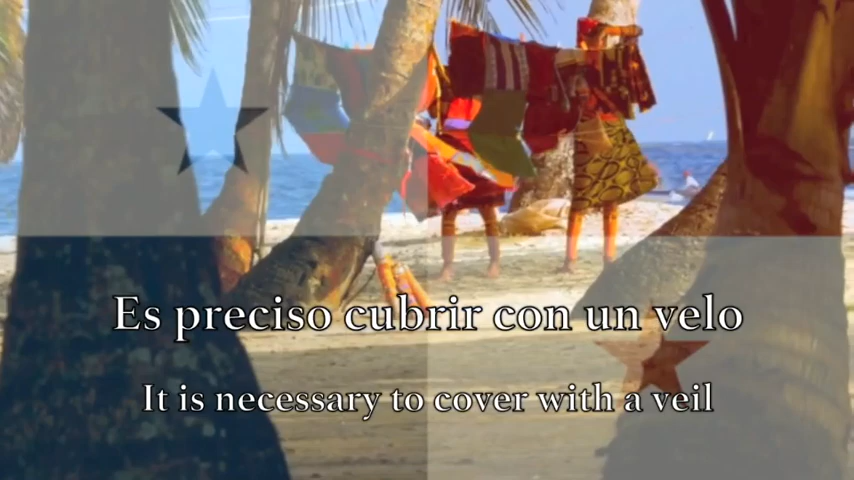 Es preciso cubrir con un velo
It is necessary to cover with a veil